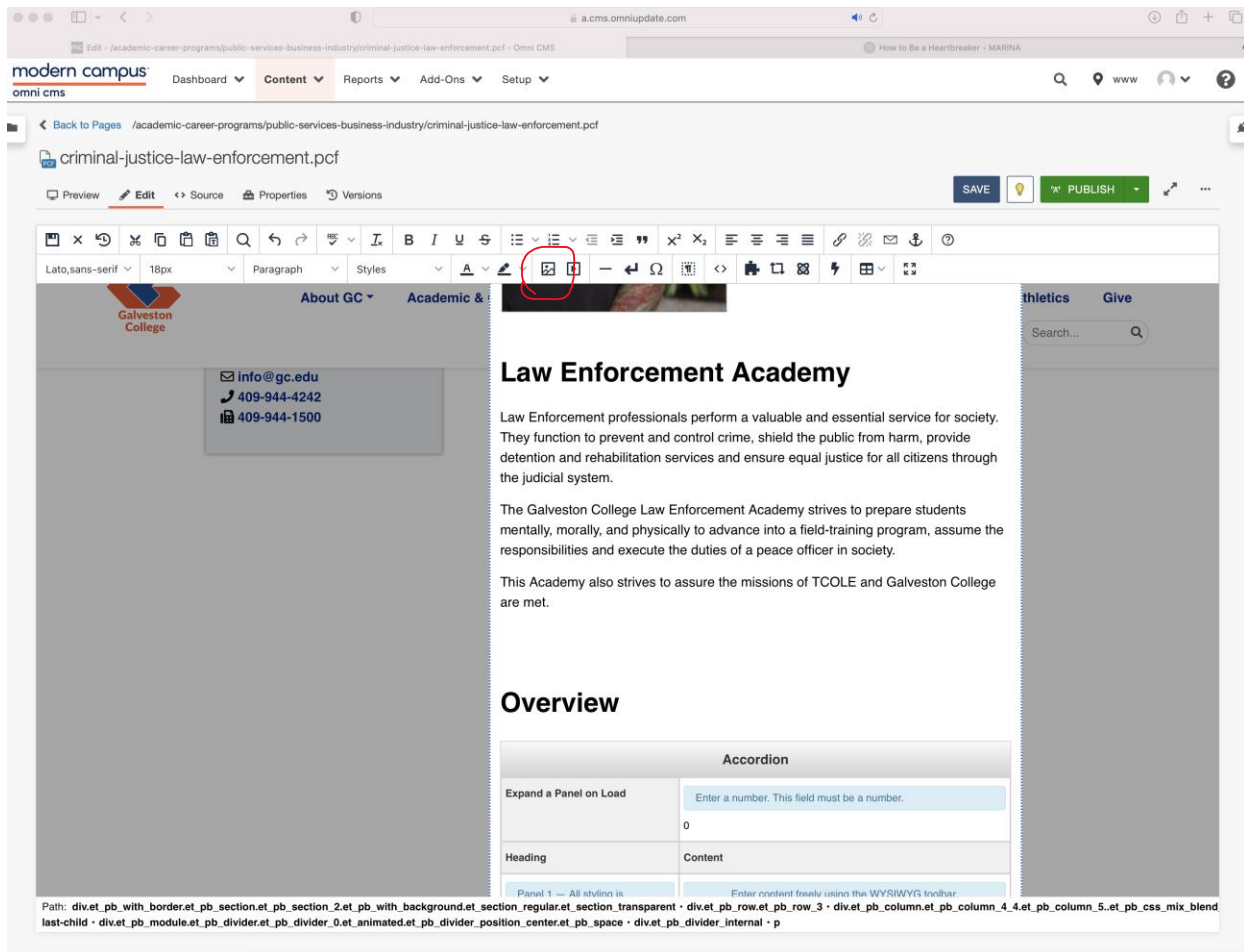 a.cms.omniupdate.com
Edit - /academic-career-programs/public-services-business-industry/criminal-justice-law-enforcement.pcf - Omni CMS
How to Be a Heartbreaker - MARINA
modern campus
omni cms
Dashboard Content Reports Add-Ons Setup
www
Back to Pages /academic-career-programs/public-services-business-industry/criminal-justice-law-enforcement.pcf
criminal-justice-law-enforcement.pcf
Preview Edit Source Properties Versions
SAVE PUBLISH
Lato,sans-serif 18px Paragraph Styles
Galveston
College
About GC Academic & thletics Give
Search...
info@gc.edu
409-944-4242
409-944-1500
Law Enforcement Academy
Law Enforcement professionals perform a valuable and essential service for society.
They function to prevent and control crime, shield the public from harm, provide
detention and rehabilitation services and ensure equal justice for all citizens through
the judicial system.
The Galveston College Law Enforcement Academy strives to prepare students
mentally, morally, and physically to advance into a field-training program, assume the
responsibilities and execute the duties of a peace officer in society.
This Academy also strives to assure the missions of TCOLE and Galveston College
are met.
Overview
Accordion
Expand a Panel on Load
Enter a number. This field must be a number.
0
Heading Content
Panel 1 — All styling is Enter content freely using the WYSIWYG toolbar.
Path: div.et_pb_with_border.et_pb_section.et_pb_section_2.et_pb_with_background.et_section_regular.et_section_transparent • div.et_pb_row.et_pb_row_3 • div.et_pb_column.et_pb_column_4_4.et_pb_column_5..et_pb_css_mix_blend_
last-child • div.et_pb_module.et_pb_divider.et_pb_divider_0.et_animated.et_pb_divider_position_center.et_pb_space • div.et_pb_divider_internal • p